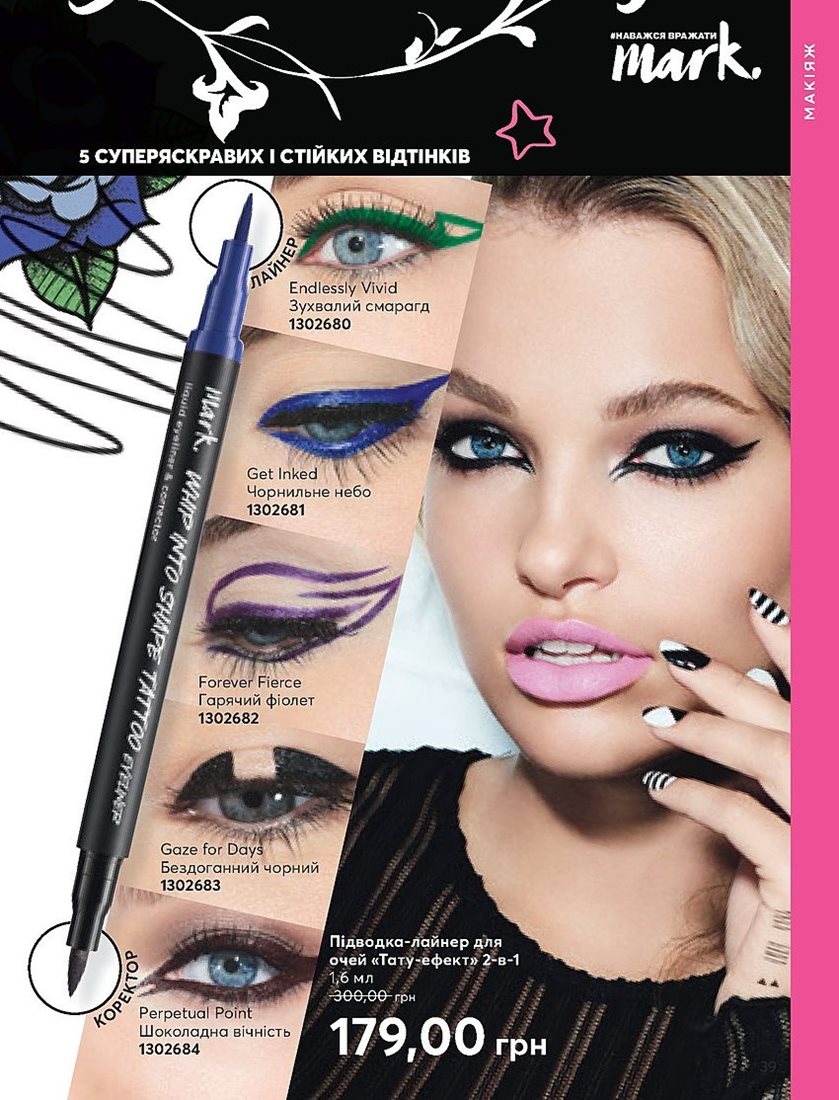 #НАВАЖСЯ ВРАЖАТИ
mark.
МАКІЯЖ
5 СУПЕРЯСКРАВИХ І СТІЙКИХ ВІДТІНКІВ
ЛАЙНЕР
Endlessly Vivid
Зухвалий смарагд
1302680
Get Inked
Чорнильне небо
1302681
mark. WHIP INTO SHAPE TATTOO EYELINER
liquid eyeliner & corrector
Forever Fierce
Гарячий фіолет
1302682
Gaze for Days
Бездоганний чорний
1302683
КОРЕКТОР
Perpetual Point
Шоколадна вічність
1302684
Підводка-лайнер для
очей «Тату-ефект» 2-в-1
1,6 мл
300,00 грн
179,00 грн
39